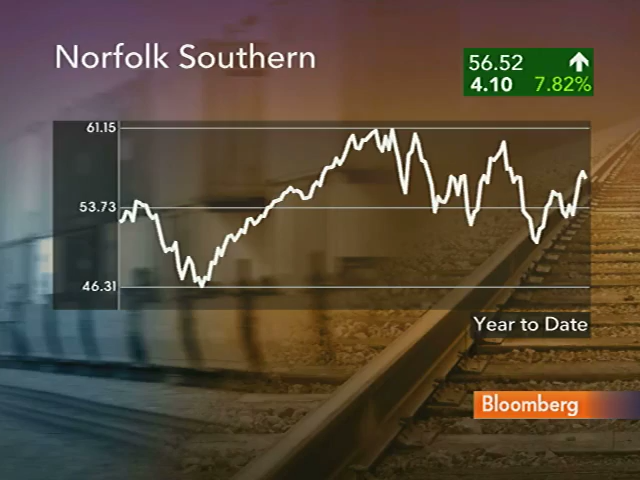 Norfolk Southern
56.52
4.10 7.82%
61.15
53.73
46.31
Year to Date
Bloomberg